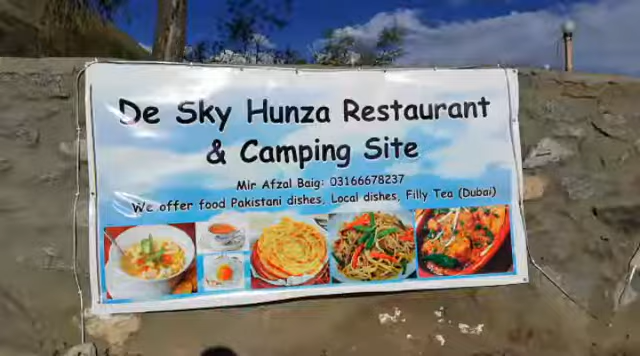 De Sky Hunza Restaurant
& Camping Site
Mir Afzal Baig: 03166678237
We offer food Pakistani dishes, Local dishes, Filly Tea (Dubai)